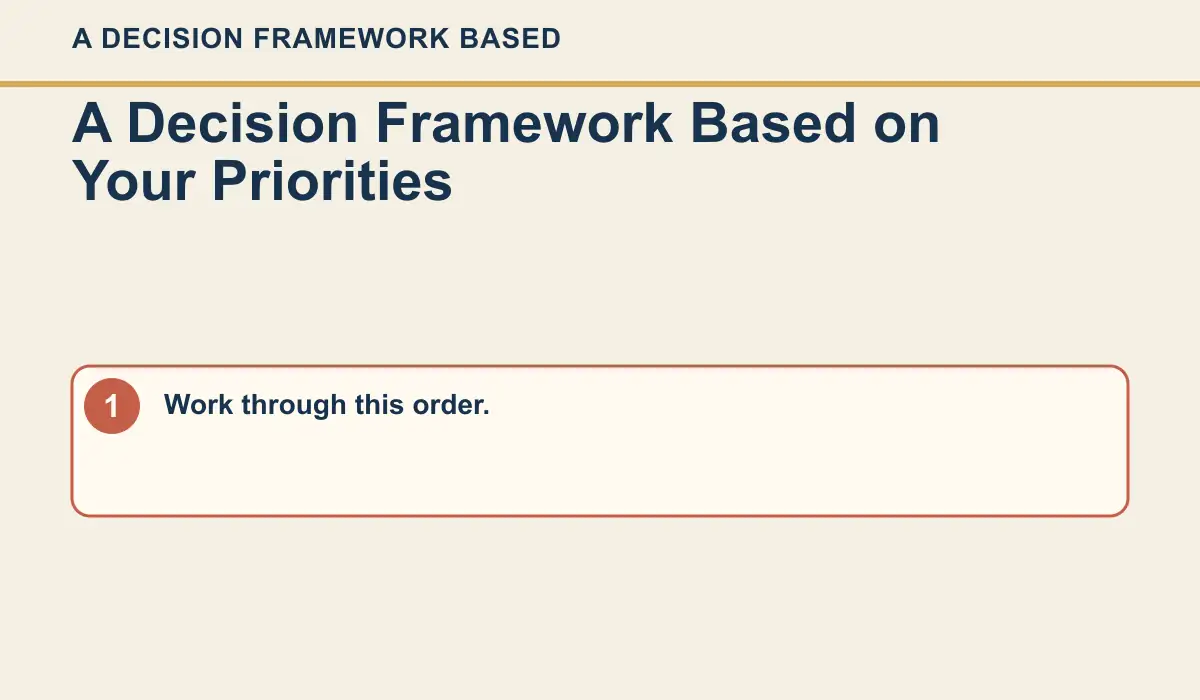 A DECISION FRAMEWORK BASED
A Decision Framework Based on
Your Priorities
1
Work through this order.